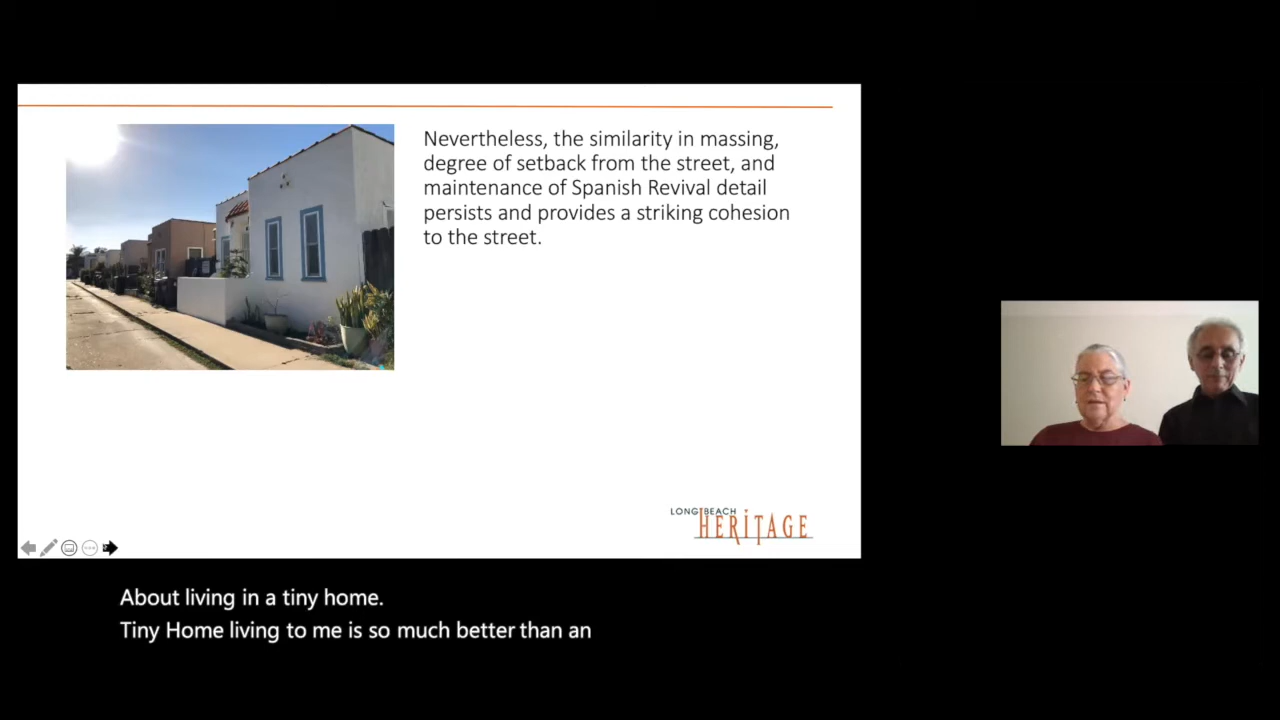 Nevertheless, the similarity in massing,
degree of setback from the street, and
maintenance of Spanish Revival detail
persists and provides a striking cohesion
to the street.
LONG BEACH
HERITAGE
About living in a tiny home.
Tiny Home living to me is so much better than an